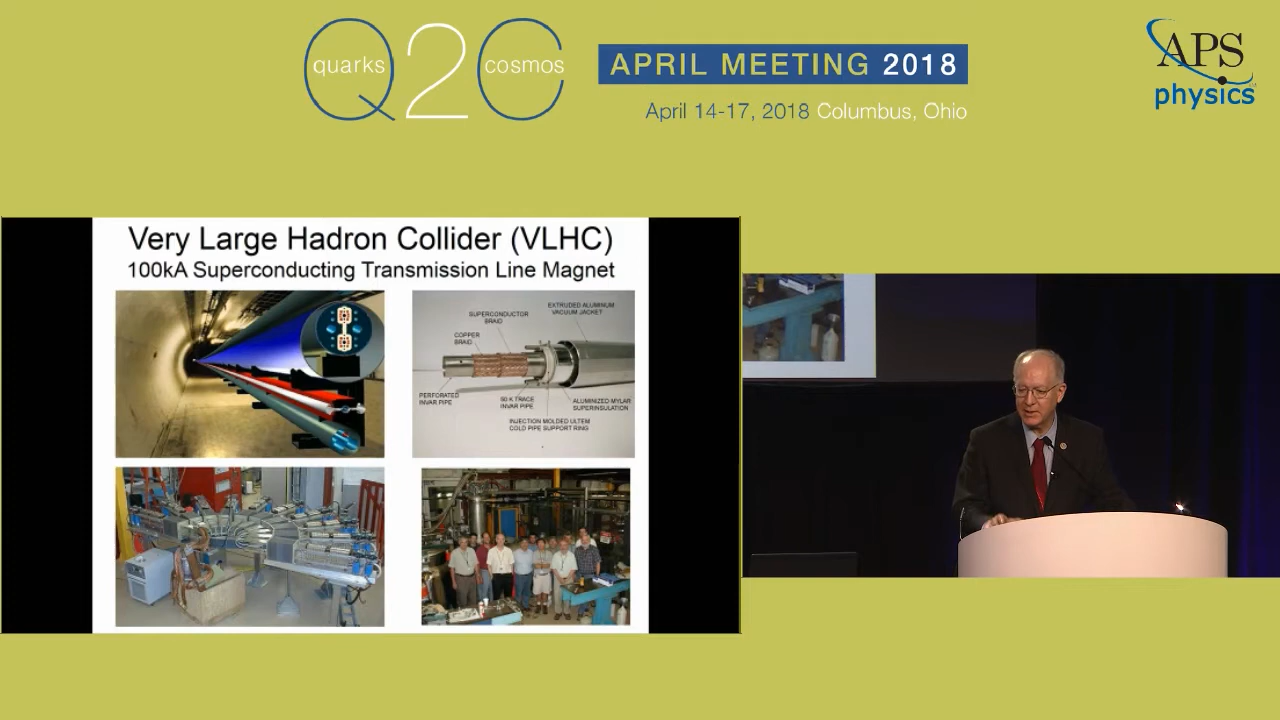 quarks
Q2C
cosmos
APRIL MEETING 2018
April 14-17, 2018 Columbus, Ohio
APS
physics
Very Large Hadron Collider (VLHC)
100kA Superconducting Transmission Line Magnet
EXTRUDED ALUMINUM
VACUUM JACKET
SUPERCONDUCTOR
BRAID
COPPER
BRAID
PERFORATED
INVAR PIPE
50 K TRACE
INVAR PIPE
ALUMINIZED MYLAR
SUPERINSULATION
INJECTION MOLDED ULTEM
COLD PIPE SUPPORT RING